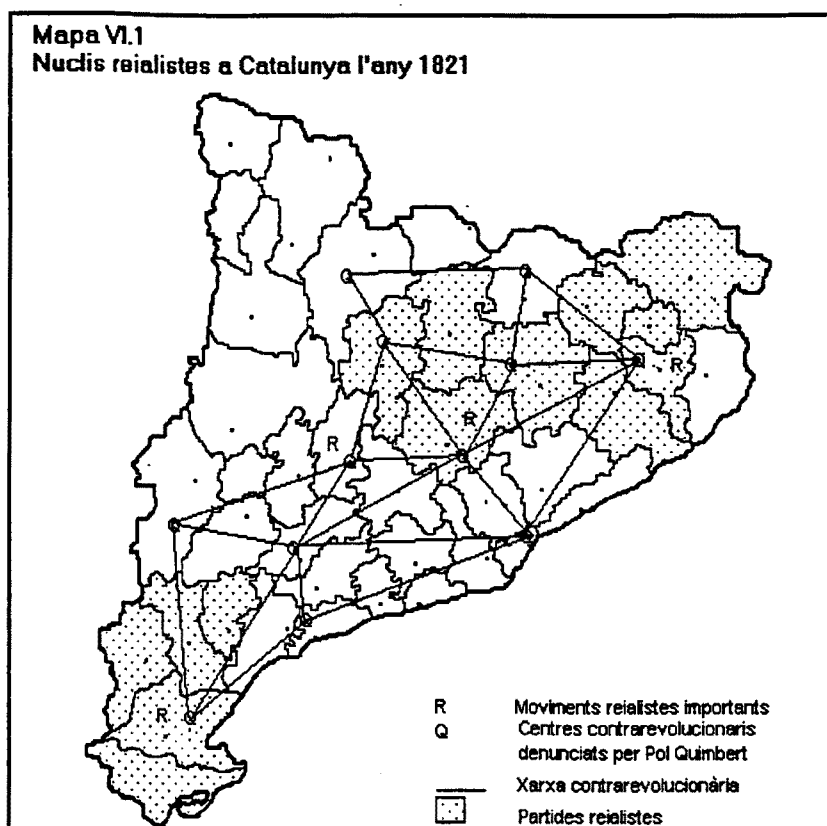 Mapa VI.1
Nuclis reialistes a Catalunya l'any 1821
Q
Q
Q
Q
Q
R
R
R
Q
Q
Q
Q
Q
Q
R
Q
R Moviments reialistes importants
Q Centres contrarevolucionaris
denunciats per Pol Quimbert
Xarxa contrarevolucionària
Partides reialistes